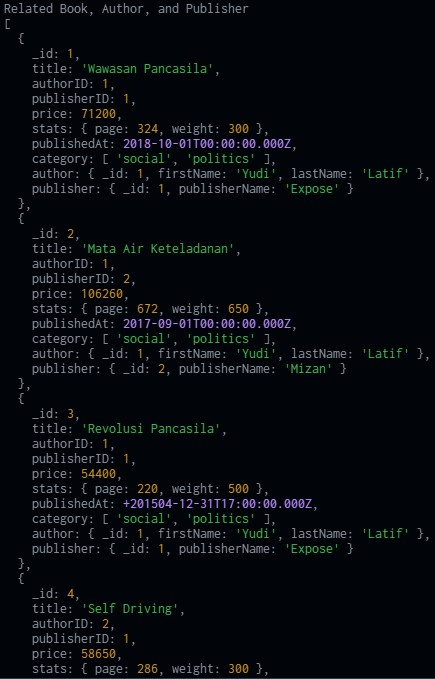 Related Book, Author, and Publisher
[
  {
    _id: 1,
    title: 'Wawasan Pancasila',
    authorID: 1,
    publisherID: 1,
    price: 71200,
    stats: { page: 324, weight: 300 },
    publishedAt: 2018-10-01T00:00:00.000Z,
    category: [ 'social', 'politics' ],
    author: { _id: 1, firstName: 'Yudi', lastName: 'Latif' },
    publisher: { _id: 1, publisherName: 'Expose' }
  },
  {
    _id: 2,
    title: 'Mata Air Keteladanan',
    authorID: 1,
    publisherID: 2,
    price: 106260,
    stats: { page: 672, weight: 650 },
    publishedAt: 2017-09-01T00:00:00.000Z,
    category: [ 'social', 'politics' ],
    author: { _id: 1, firstName: 'Yudi', lastName: 'Latif' },
    publisher: { _id: 2, publisherName: 'Mizan' }
  },
  {
    _id: 3,
    title: 'Revolusi Pancasila',
    authorID: 1,
    publisherID: 1,
    price: 54400,
    stats: { page: 220, weight: 500 },
    publishedAt: +201504-12-31T17:00:00.000Z,
    category: [ 'social', 'politics' ],
    author: { _id: 1, firstName: 'Yudi', lastName: 'Latif' },
    publisher: { _id: 1, publisherName: 'Expose' }
  },
  {
    _id: 4,
    title: 'Self Driving',
    authorID: 2,
    publisherID: 1,
    price: 58650,
    stats: { page: 286, weight: 300 },